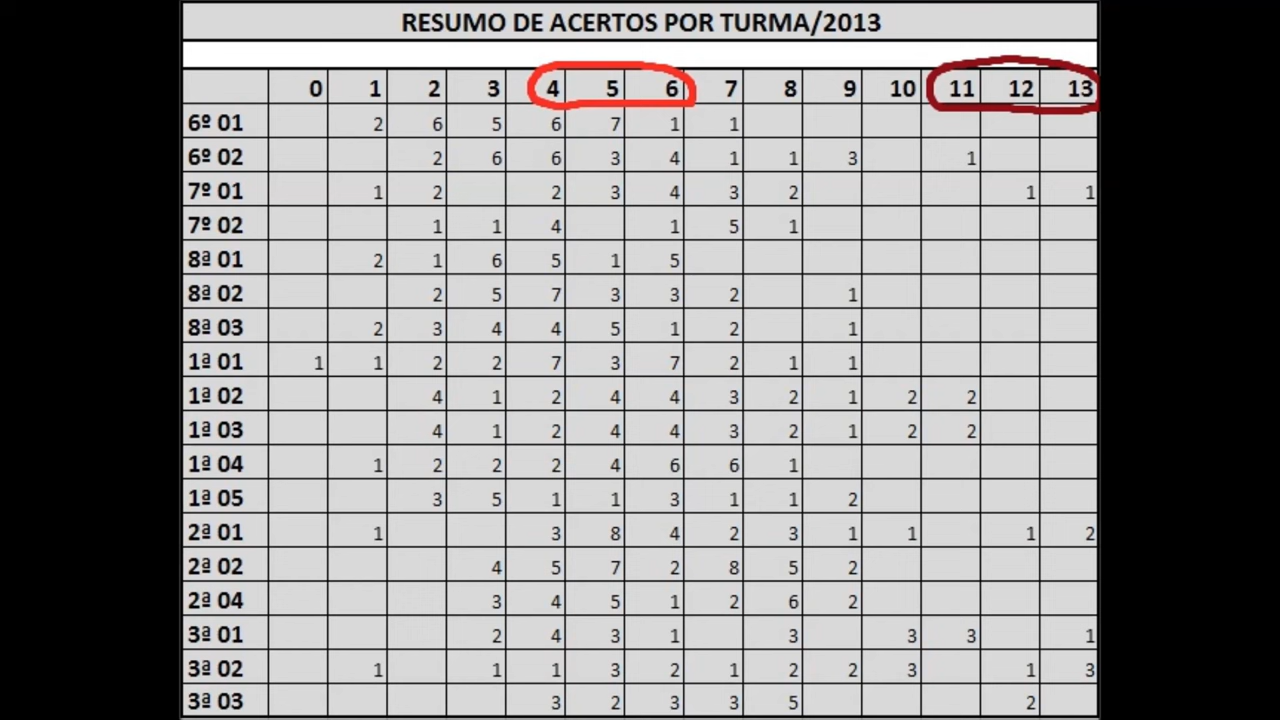 RESUMO DE ACERTOS POR TURMA/2013
0 1 2 3 4 5 6 7 8 9 10 11 12 13
6º 01 2 6 5 6 7 1 1
6º 02 2 6 6 3 4 1 1 3 1
7º 01 1 2 2 3 4 3 2 1 1
7º 02 1 1 4 1 5 1
8ª 01 2 1 6 5 1 5
8ª 02 2 5 7 3 3 2 1
8ª 03 2 3 4 4 5 1 2 1
1ª 01 1 1 2 2 7 3 7 2 1 1
1ª 02 4 1 2 4 4 3 2 1 2 2
1ª 03 4 1 2 4 4 3 2 1 2 2
1ª 04 1 2 2 2 4 6 6 1
1ª 05 3 5 1 1 3 1 1 2
2ª 01 1 3 8 4 2 3 1 1 1 2
2ª 02 4 5 7 2 8 5 2
2ª 04 3 4 5 1 2 6 2
3ª 01 2 4 3 1 3 3 3 1
3ª 02 1 1 1 3 2 1 2 2 3 1 3
3ª 03 3 2 3 3 5 2